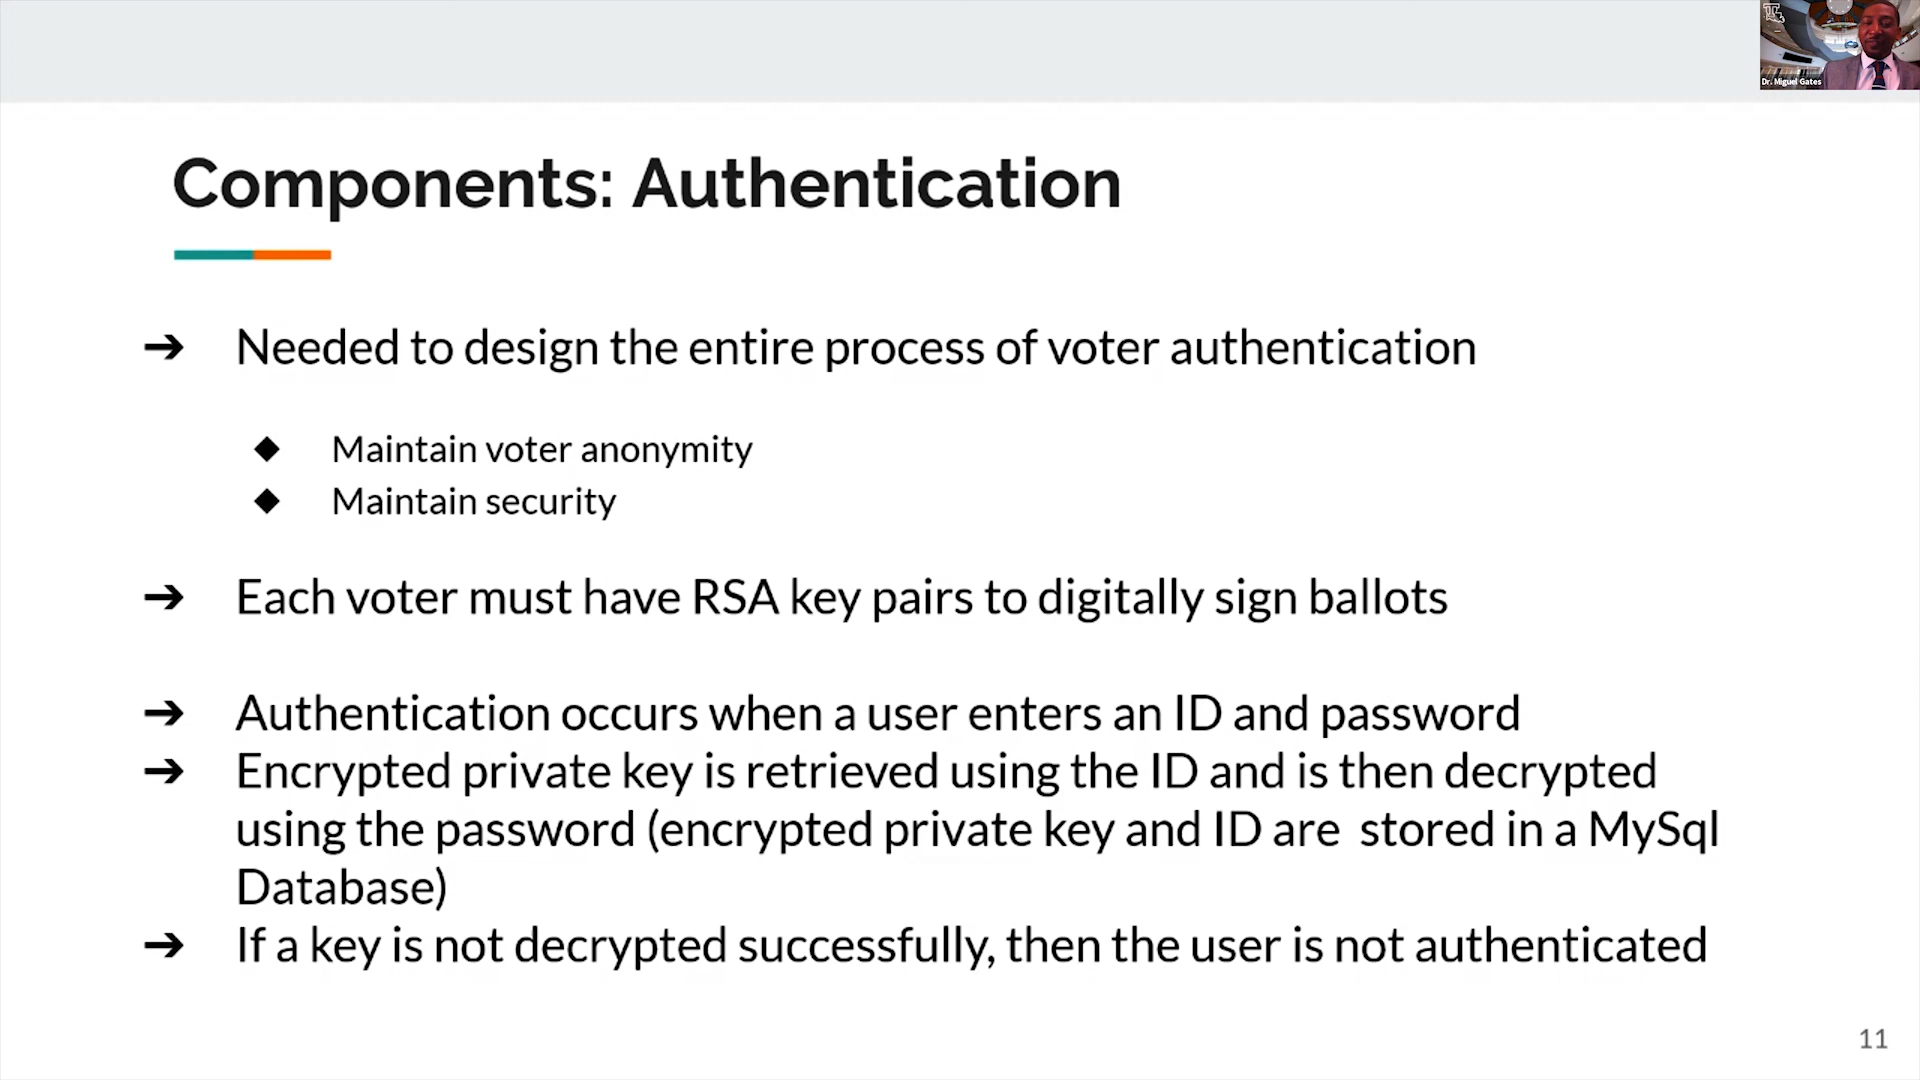 Dr. Miguel Gates
Components: Authentication
➔ Needed to design the entire process of voter authentication
◆ Maintain voter anonymity
◆ Maintain security
➔ Each voter must have RSA key pairs to digitally sign ballots
➔ Authentication occurs when a user enters an ID and password
➔ Encrypted private key is retrieved using the ID and is then decrypted
using the password (encrypted private key and ID are stored in a MySql
Database)
➔ If a key is not decrypted successfully, then the user is not authenticated
11